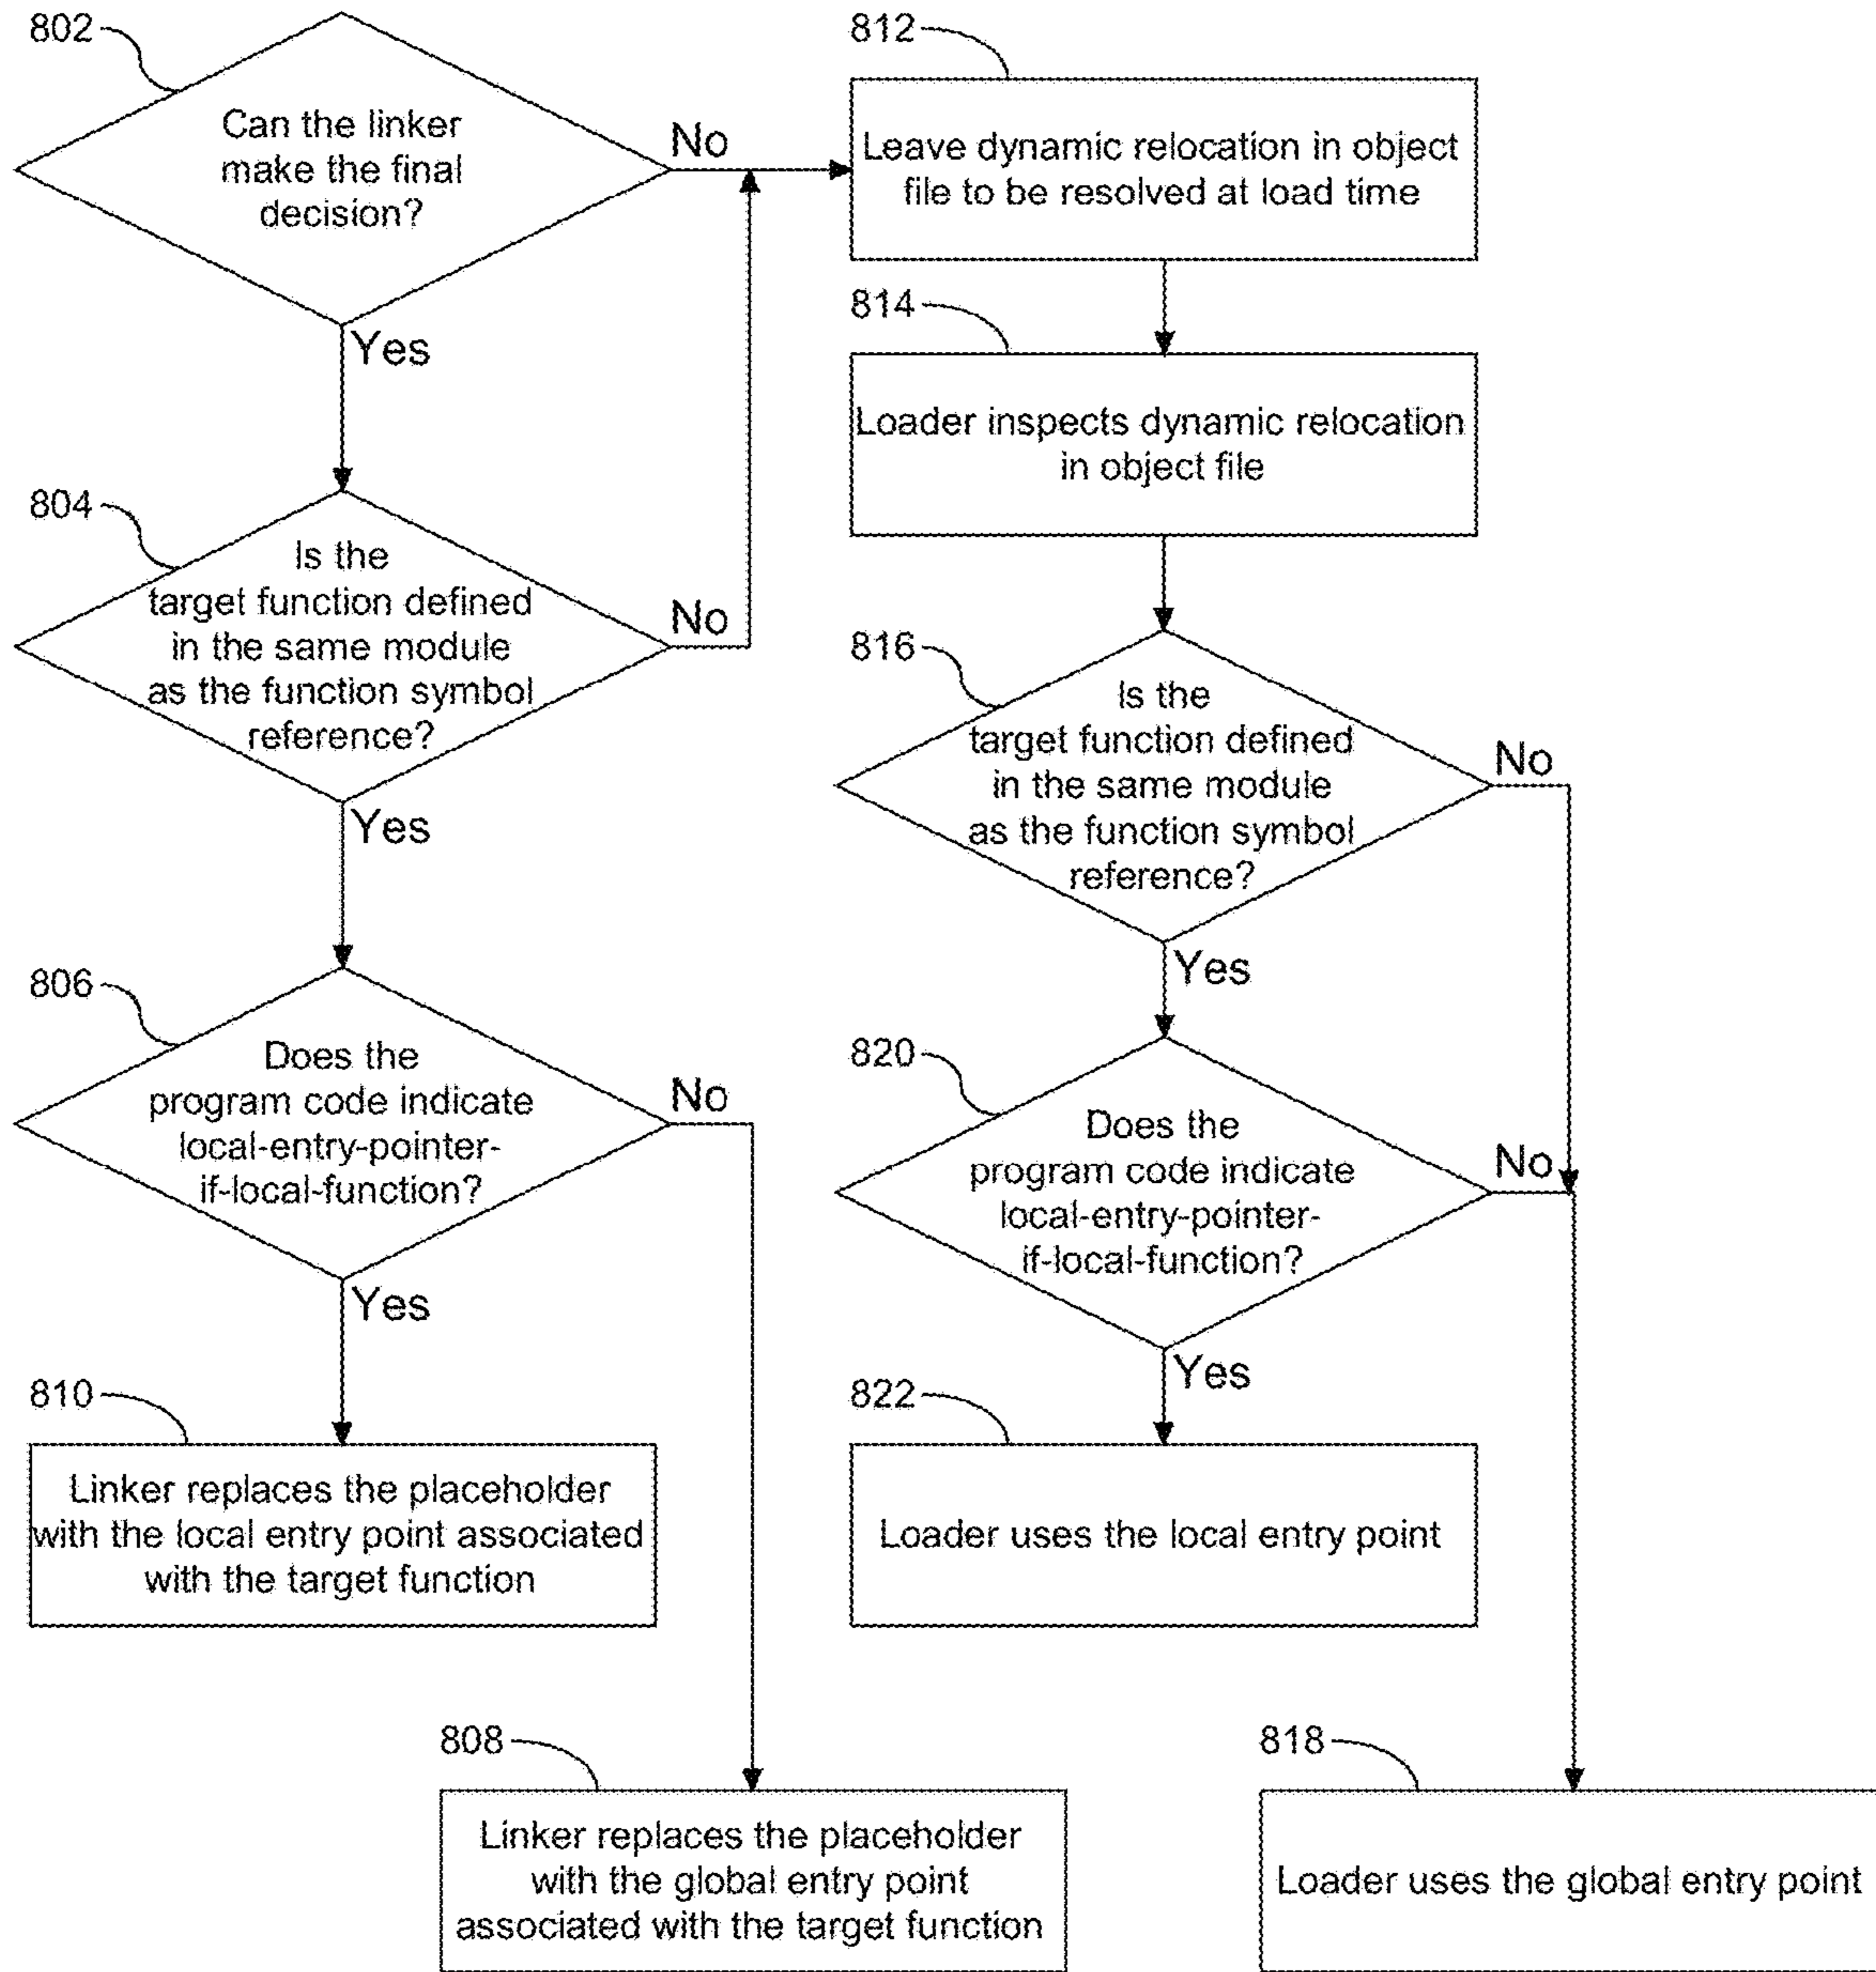 802
Can the linker
make the final
decision?
No
Yes
804
Is the
target function defined
in the same module
as the function symbol
reference?
No
Yes
806
Does the
program code indicate
local-entry-pointer-
if-local-function?
No
Yes
810
Linker replaces the placeholder
with the local entry point associated
with the target function
808
Linker replaces the placeholder
with the global entry point
associated with the target function
812
Leave dynamic relocation in object
file to be resolved at load time
814
Loader inspects dynamic relocation
in object file
816
Is the
target function defined
in the same module
as the function symbol
reference?
No
Yes
820
Does the
program code indicate
local-entry-pointer-
if-local-function?
No
Yes
822
Loader uses the local entry point
818
Loader uses the global entry point